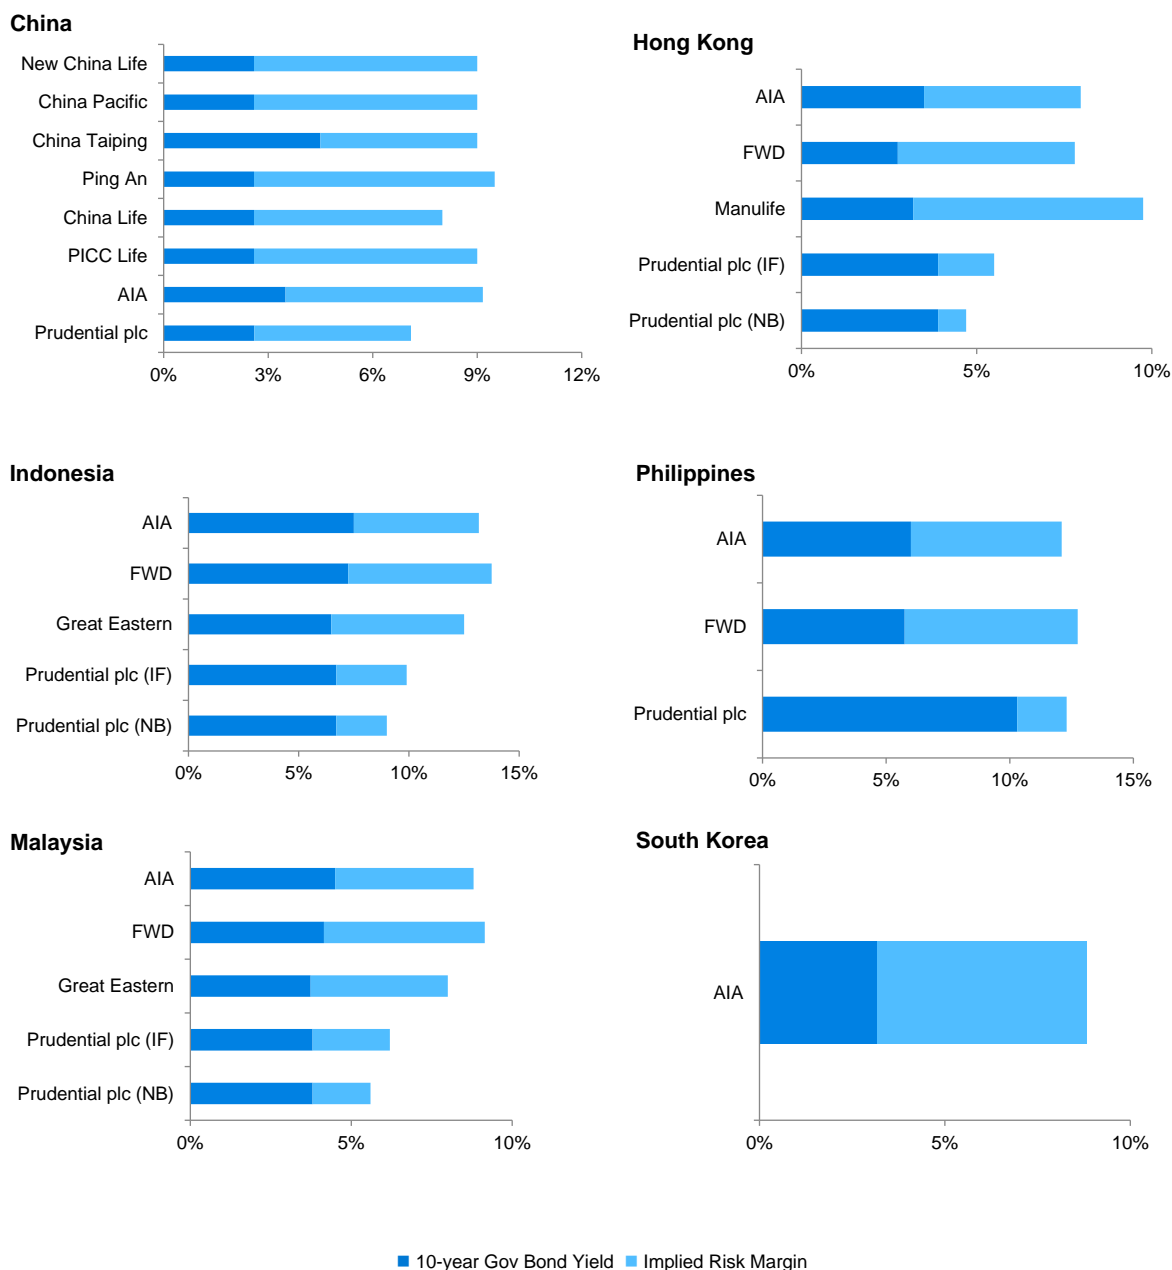 China
New China Life
China Pacific
China Taiping
Ping An
China Life
PICC Life
AIA
Prudential plc
0% 3% 6% 9% 12%
Hong Kong
AIA
FWD
Manulife
Prudential plc (IF)
Prudential plc (NB)
0% 5% 10%
Indonesia
AIA
FWD
Great Eastern
Prudential plc (IF)
Prudential plc (NB)
0% 5% 10% 15%
Philippines
AIA
FWD
Prudential plc
0% 5% 10% 15%
Malaysia
AIA
FWD
Great Eastern
Prudential plc (IF)
Prudential plc (NB)
0% 5% 10%
South Korea
AIA
0% 5% 10%
10-year Gov Bond Yield Implied Risk Margin